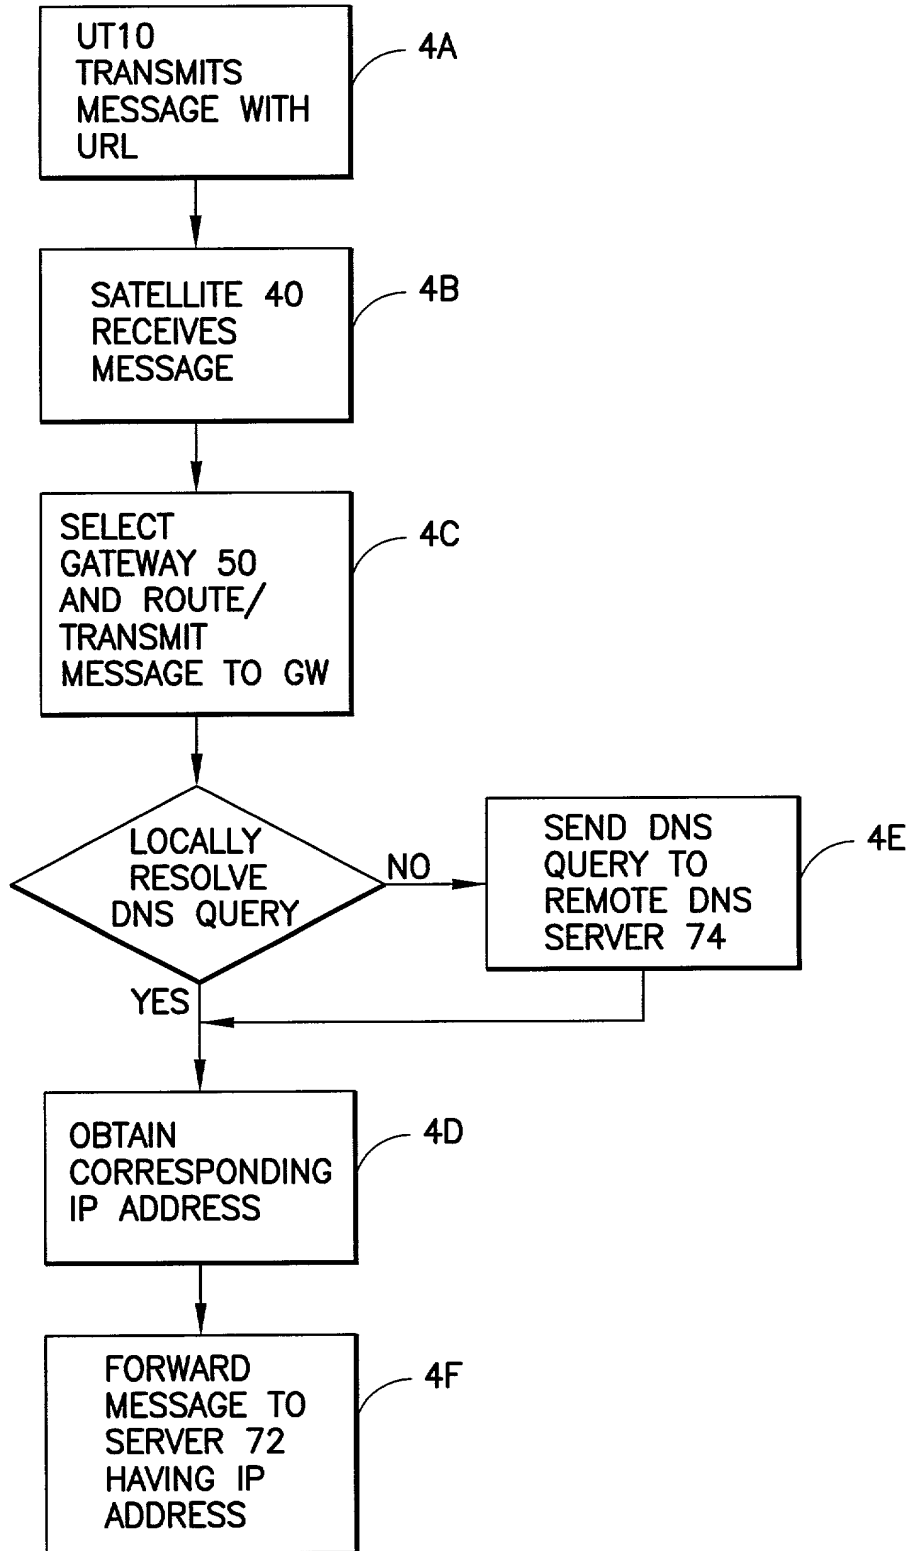 UT10
TRANSMITS
MESSAGE WITH
URL
4A
SATELLITE 40
RECEIVES
MESSAGE
4B
SELECT
GATEWAY 50
AND ROUTE/
TRANSMIT
MESSAGE TO GW
4C
LOCALLY
RESOLVE
DNS QUERY
NO
SEND DNS
QUERY TO
REMOTE DNS
SERVER 74
4E
YES
OBTAIN
CORRESPONDING
IP ADDRESS
4D
FORWARD
MESSAGE TO
SERVER 72
HAVING IP
ADDRESS
4F